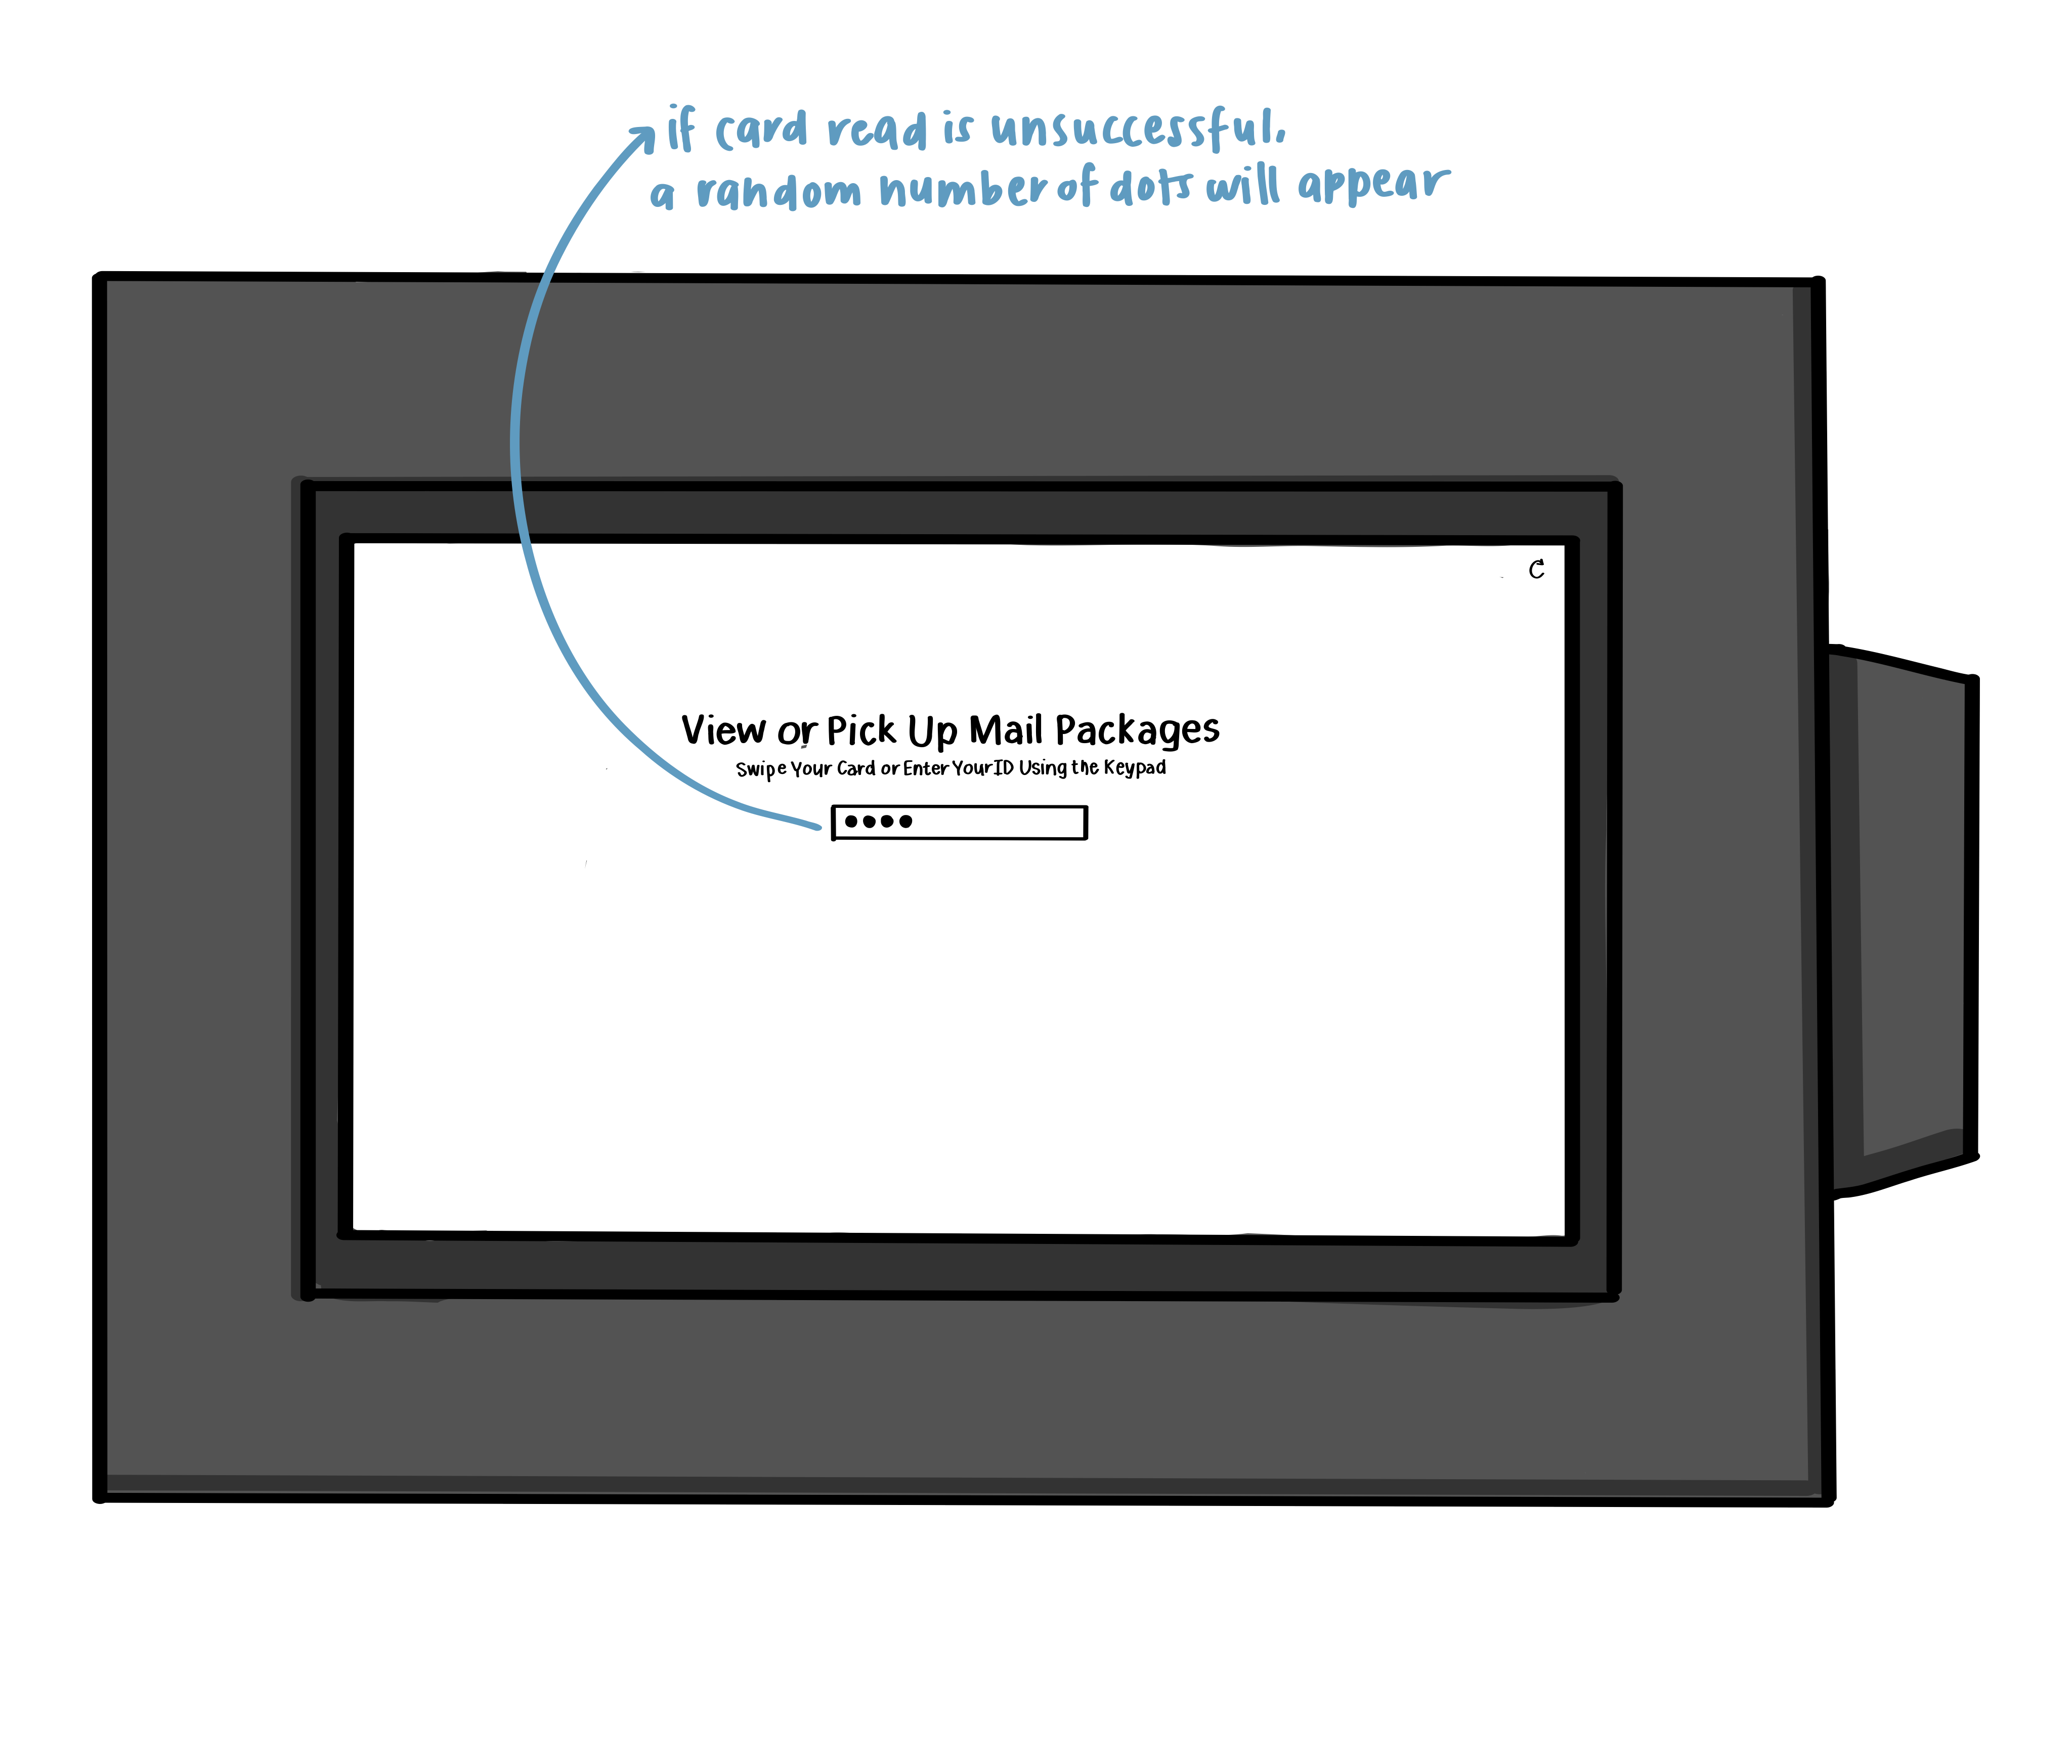 if card read is unsuccessful,
a random number of dots will appear
View or Pick Up Mail Packages
Swipe Your Card or Enter Your ID Using the Keypad